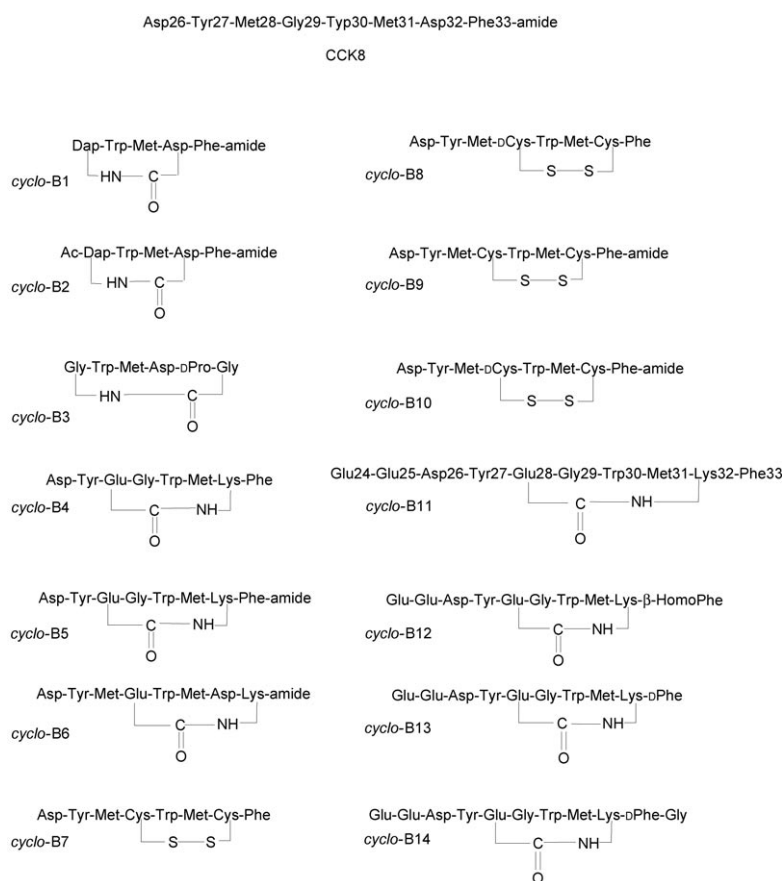 Asp26-Tyr27-Met28-Gly29-Typ30-Met31-Asp32-Phe33-amide
CCK8
Dap-Trp-Met-Asp-Phe-amide
HN C
O
cyclo-B1
Ac-Dap-Trp-Met-Asp-Phe-amide
HN C
O
cyclo-B2
Gly-Trp-Met-Asp-DPro-Gly
HN C
O
cyclo-B3
Asp-Tyr-Glu-Gly-Trp-Met-Lys-Phe
C NH
O
cyclo-B4
Asp-Tyr-Glu-Gly-Trp-Met-Lys-Phe-amide
C NH
O
cyclo-B5
Asp-Tyr-Met-Glu-Trp-Met-Asp-Lys-amide
C NH
O
cyclo-B6
Asp-Tyr-Met-Cys-Trp-Met-Cys-Phe
S S
cyclo-B7
Asp-Tyr-Met-DCys-Trp-Met-Cys-Phe
S S
cyclo-B8
Asp-Tyr-Met-Cys-Trp-Met-Cys-Phe-amide
S S
cyclo-B9
Asp-Tyr-Met-DCys-Trp-Met-Cys-Phe-amide
S S
cyclo-B10
Glu24-Glu25-Asp26-Tyr27-Glu28-Gly29-Trp30-Met31-Lys32-Phe33
C NH
O
cyclo-B11
Glu-Glu-Asp-Tyr-Glu-Gly-Trp-Met-Lys-β-HomoPhe
C NH
O
cyclo-B12
Glu-Glu-Asp-Tyr-Glu-Gly-Trp-Met-Lys-DPhe
C NH
O
cyclo-B13
Glu-Glu-Asp-Tyr-Glu-Gly-Trp-Met-Lys-DPhe-Gly
C NH
O
cyclo-B14